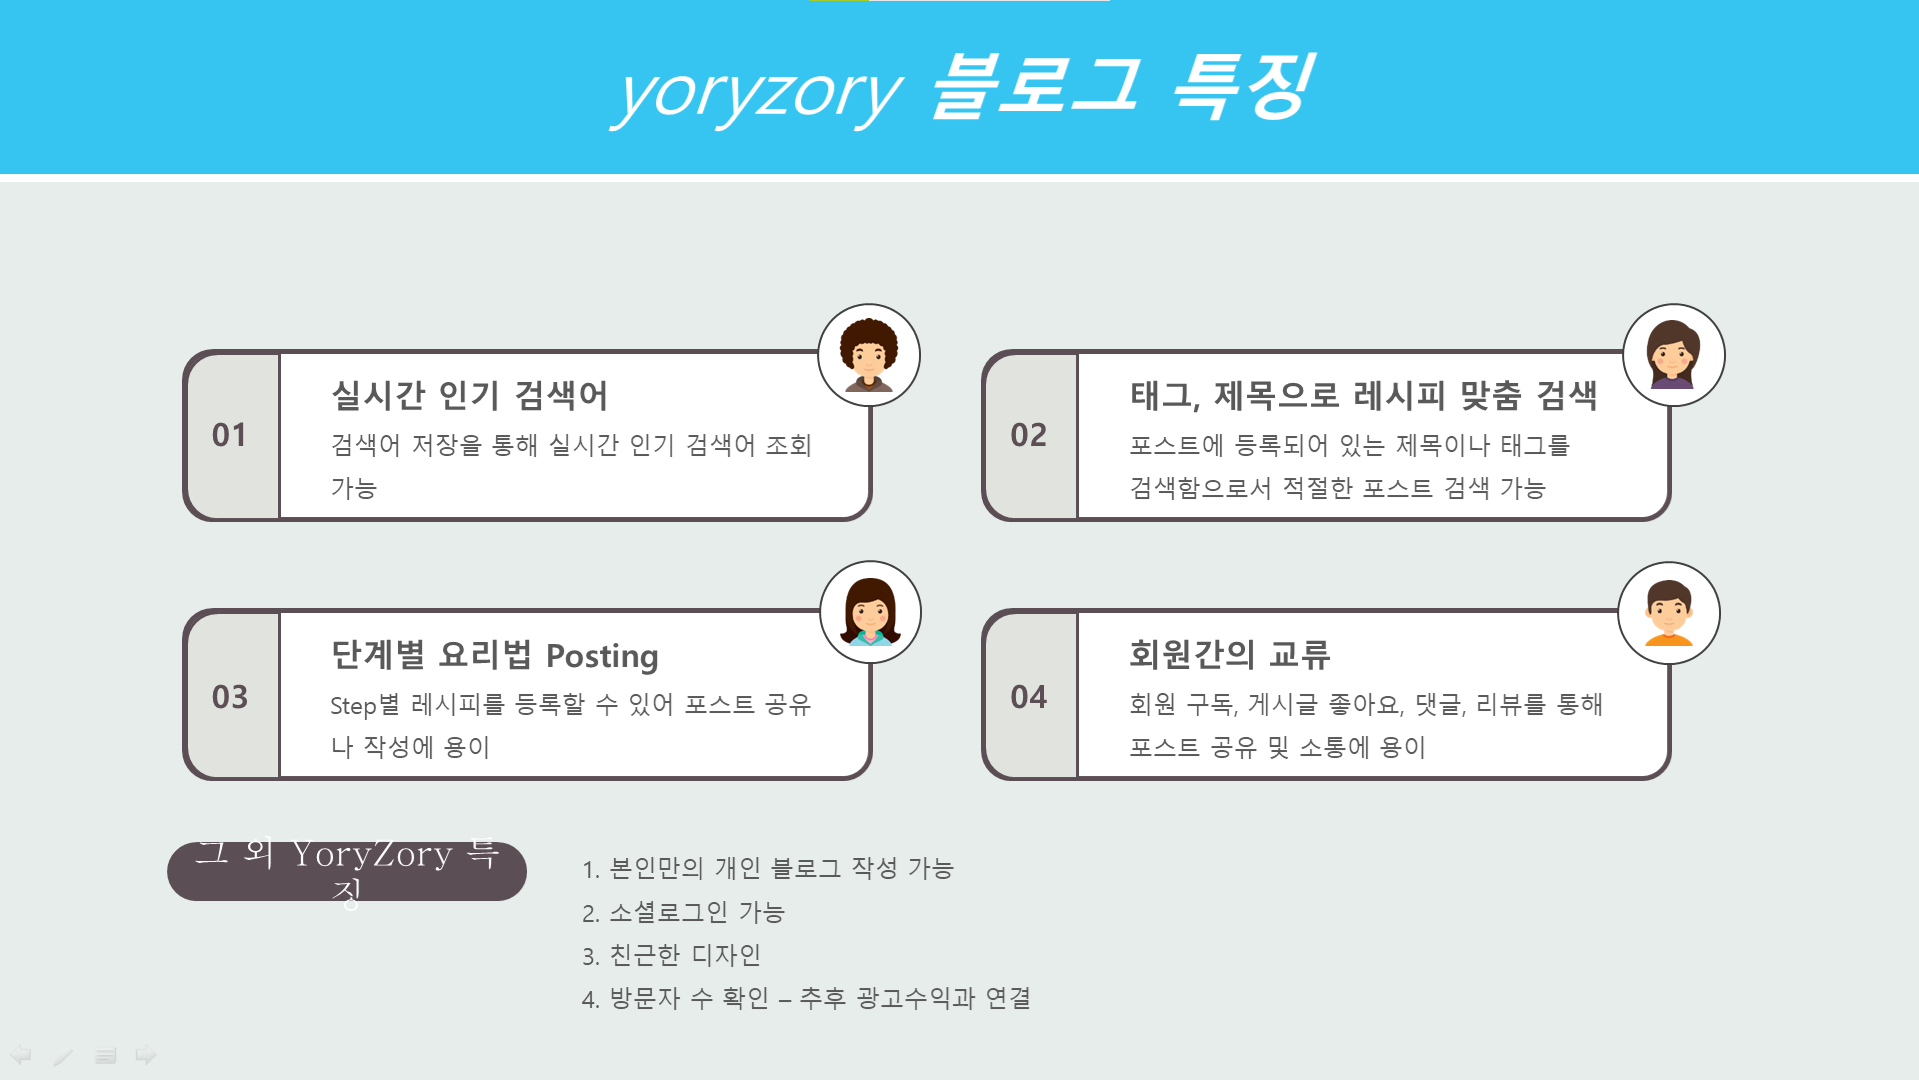 yoryzory 블로그 특징
01
실시간 인기 검색어
검색어 저장을 통해 실시간 인기 검색어 조회
가능
02
태그, 제목으로 레시피 맞춤 검색
포스트에 등록되어 있는 제목이나 태그를
검색함으로서 적절한 포스트 검색 가능
03
단계별 요리법 Posting
Step별 레시피를 등록할 수 있어 포스트 공유
나 작성에 용이
04
회원간의 교류
회원 구독, 게시글 좋아요, 댓글, 리뷰를 통해
포스트 공유 및 소통에 용이
그 외 YoryZory 특
징
1. 본인만의 개인 블로그 작성 가능
2. 소셜로그인 가능
3. 친근한 디자인
4. 방문자 수 확인 – 추후 광고수익과 연결